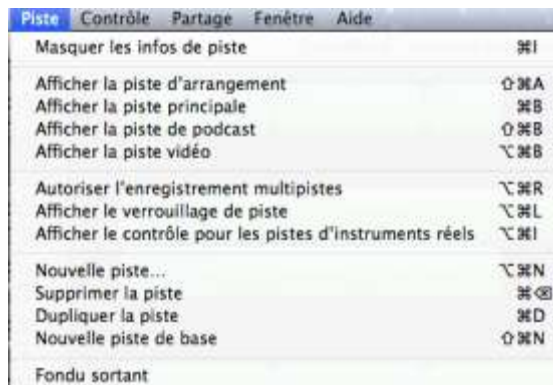 Piste Contrôle Partage Fenêtre Aide
Masquer les infos de piste ⌘I
Afficher la piste d'arrangement ⇧⌘A
Afficher la piste principale ⌘B
Afficher la piste de podcast ⇧⌘B
Afficher la piste vidéo ⌥⌘B
Autoriser l'enregistrement multipistes ⌥⌘R
Afficher le verrouillage de piste ⌥⌘L
Afficher le contrôle pour les pistes d'instruments réels ⌥⌘I
Nouvelle piste... ⌥⌘N
Supprimer la piste ⌘⌫
Dupliquer la piste ⌘D
Nouvelle piste de base ⇧⌘N
Fondu sortant